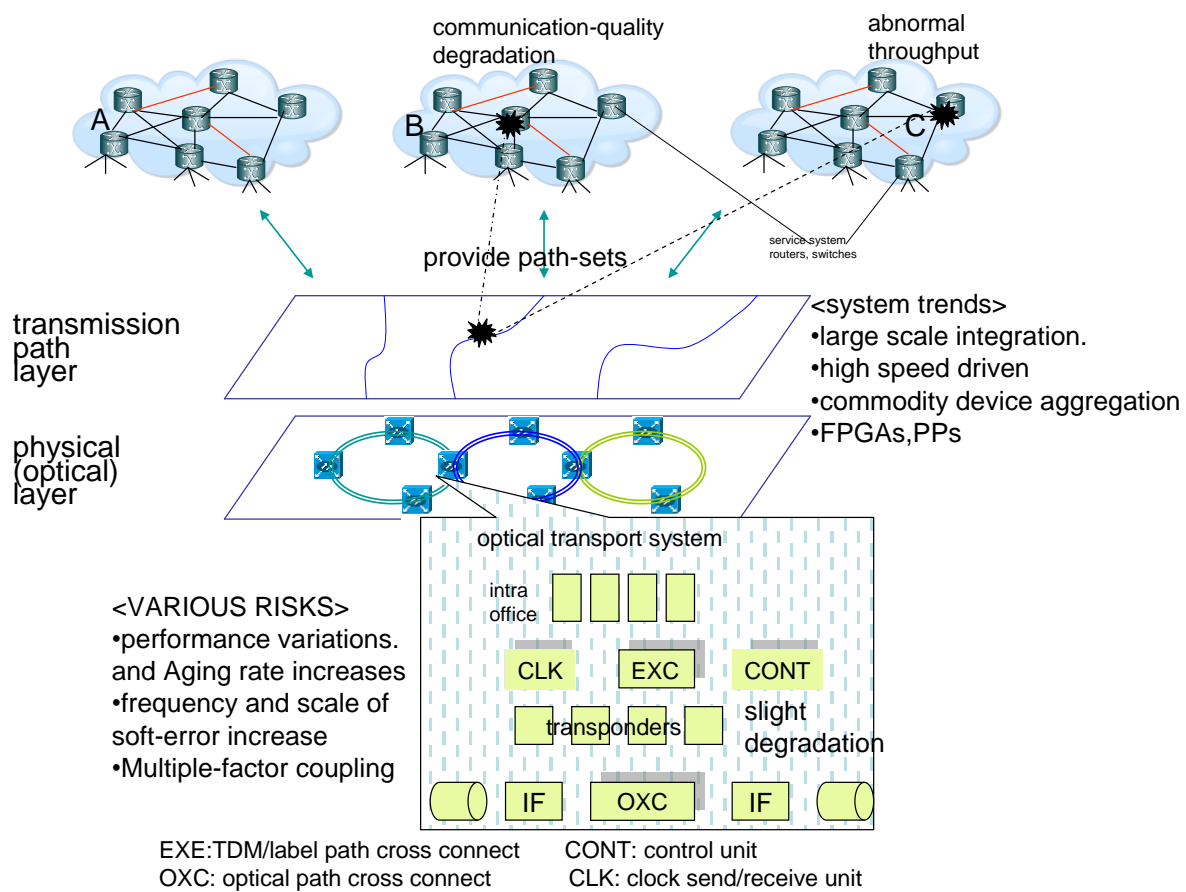 communication-quality
degradation
abnormal
throughput
A
B
C
service system
routers, switches
provide path-sets
transmission
path
layer
<system trends>
•large scale integration.
•high speed driven
•commodity device aggregation
•FPGAs,PPs
physical
(optical)
layer
optical transport system
intra
office
<VARIOUS RISKS>
•performance variations.
and Aging rate increases
•frequency and scale of
soft-error increase
•Multiple-factor coupling
CLK
EXC
CONT
transponders
slight
degradation
IF
OXC
IF
EXE:TDM/label path cross connect
CONT: control unit
OXC: optical path cross connect
CLK: clock send/receive unit